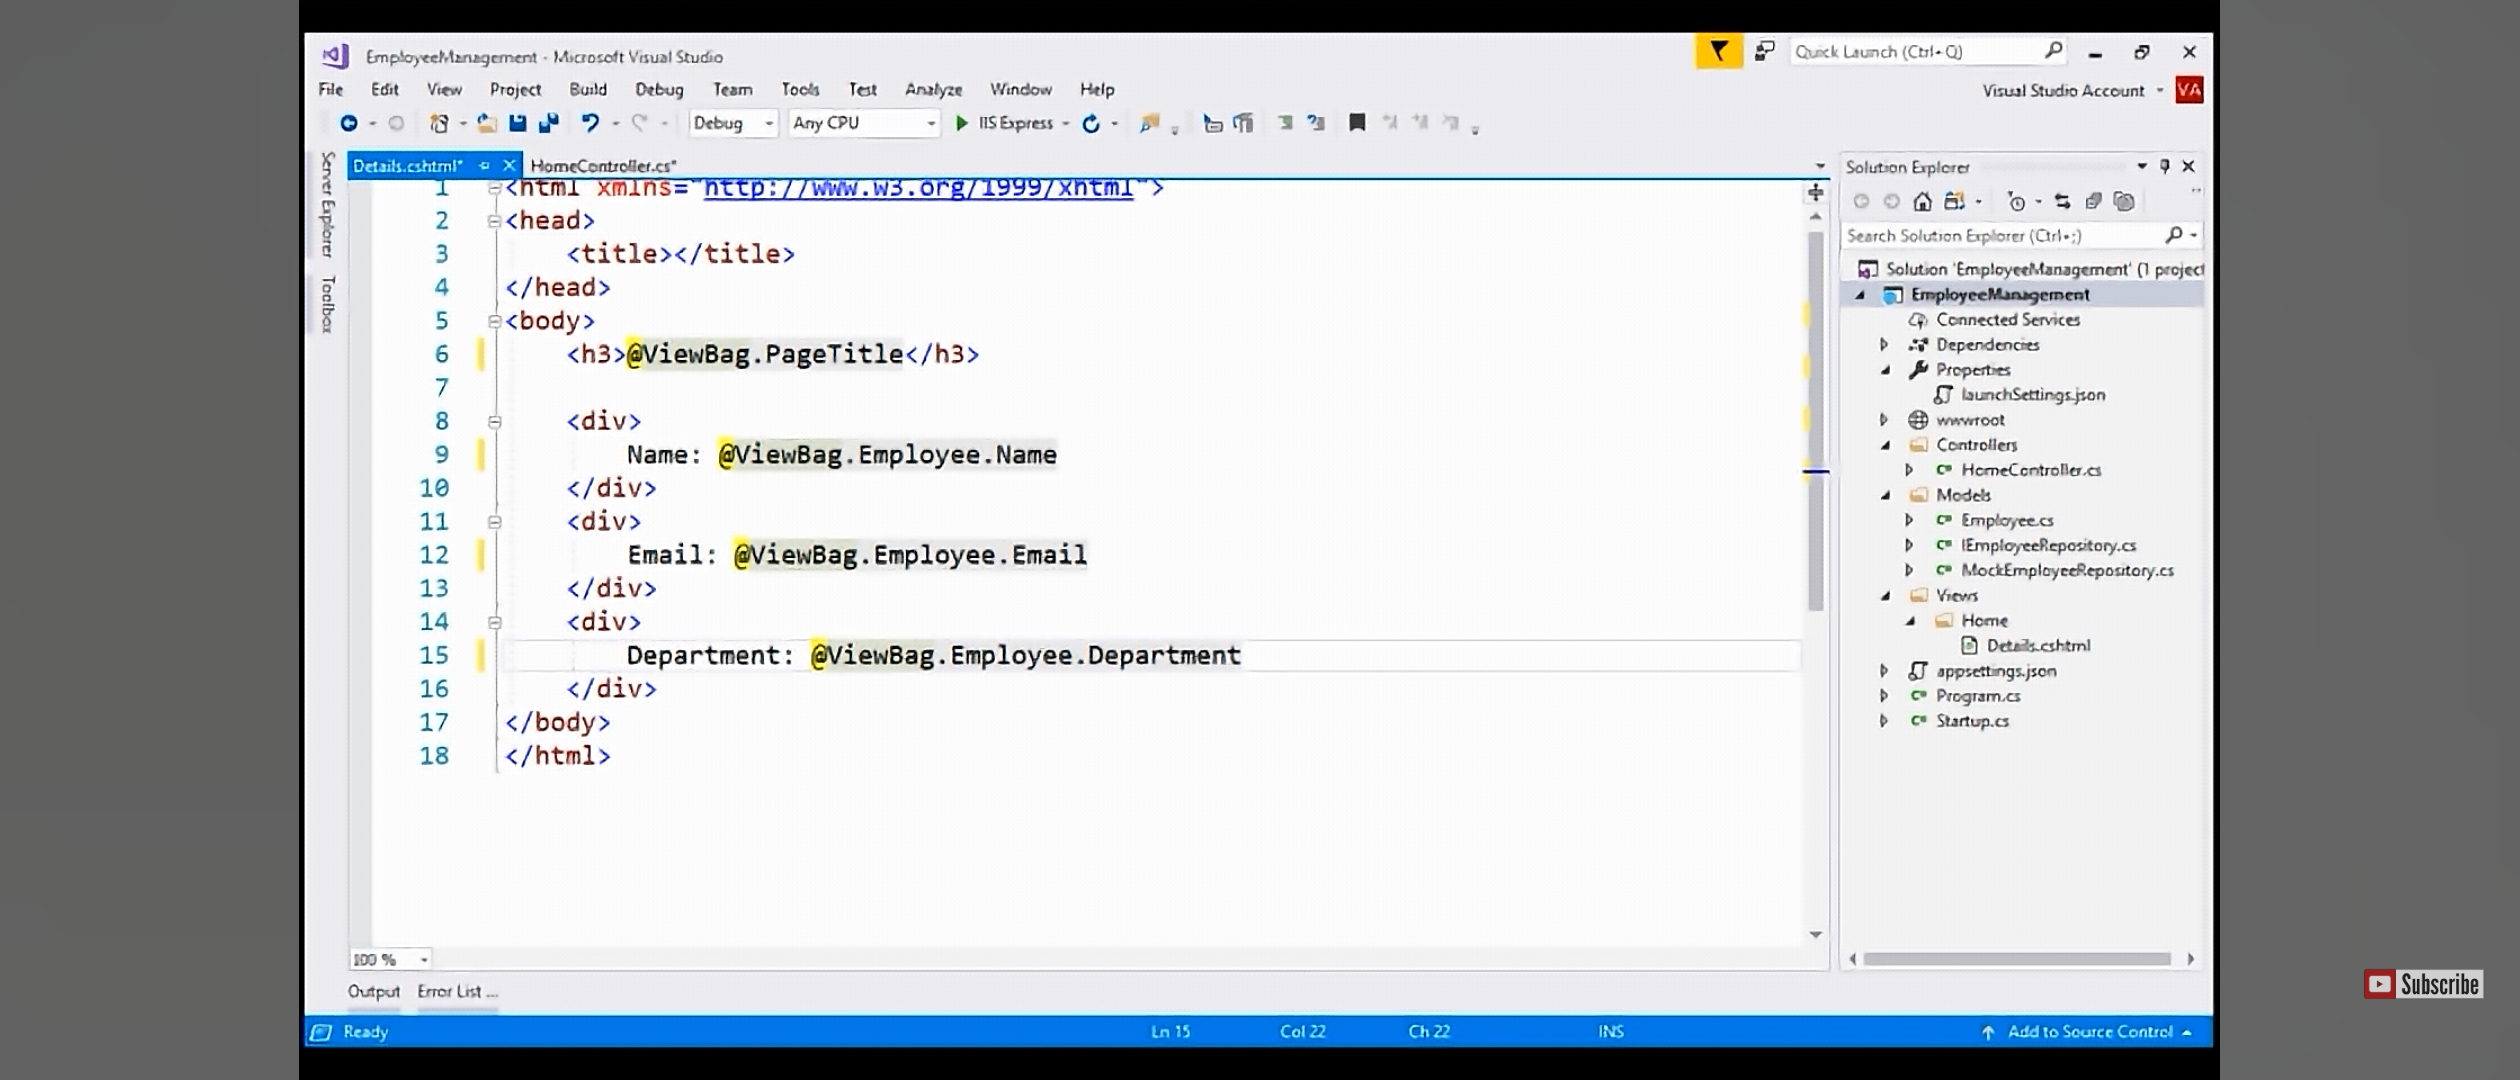 EmployeeManagement - Microsoft Visual Studio
Quick Launch (Ctrl+Q)
File Edit View Project Build Debug Team Tools Test Analyze Window Help
Visual Studio Account VA
Debug Any CPU IIS Express
Server Explorer
Toolbox
Details.cshtml* HomeController.cs*
1 <html xmlns="http://www.w3.org/1999/xhtml">
2 <head>
3 <title></title>
4 </head>
5 <body>
6 <h3>@ViewBag.PageTitle</h3>
7
8 <div>
9 Name: @ViewBag.Employee.Name
10 </div>
11 <div>
12 Email: @ViewBag.Employee.Email
13 </div>
14 <div>
15 Department: @ViewBag.Employee.Department
16 </div>
17 </body>
18 </html>
100 %
Solution Explorer
Search Solution Explorer (Ctrl+;)
Solution 'EmployeeManagement' (1 project
EmployeeManagement
Connected Services
Dependencies
Properties
launchSettings.json
wwwroot
Controllers
C# HomeController.cs
Models
C# Employee.cs
C# IEmployeeRepository.cs
C# MockEmployeeRepository.cs
Views
Home
Details.cshtml
appsettings.json
C# Program.cs
C# Startup.cs
Output Error List ...
Ready Ln 15 Col 22 Ch 22 INS Add to Source Control
Subscribe